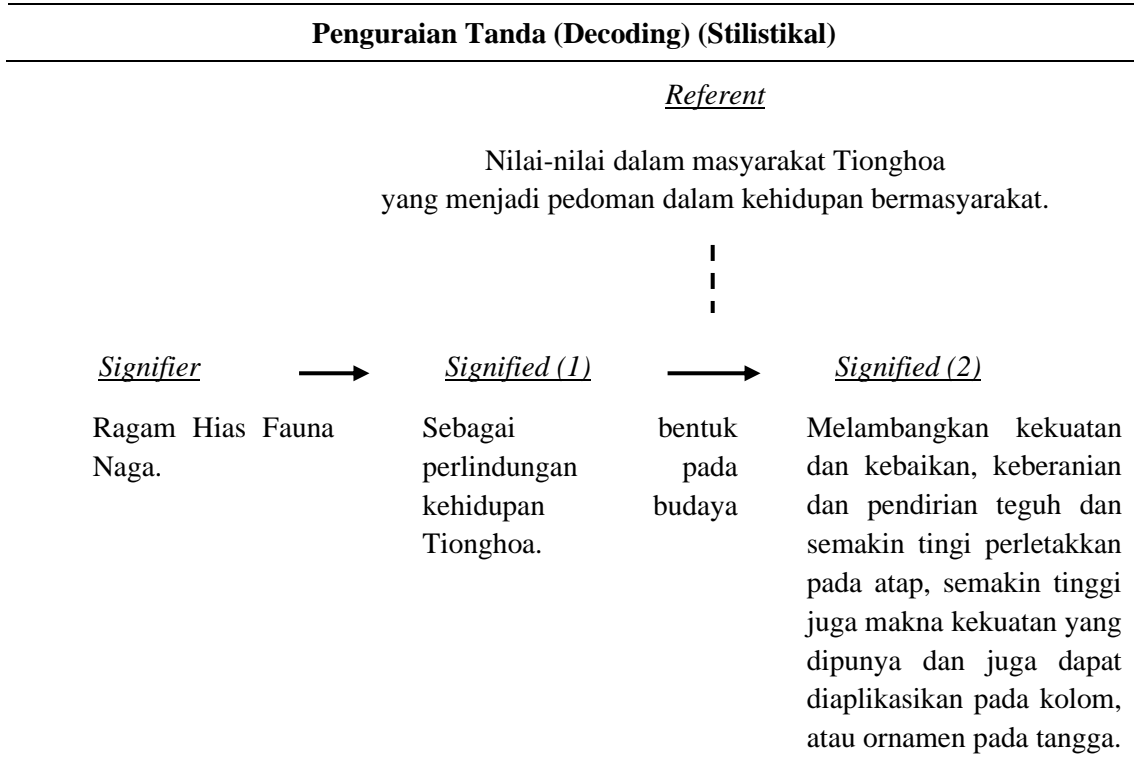 Penguraian Tanda (Decoding) (Stilistikal)
Referent
Nilai-nilai dalam masyarakat Tionghoa
yang menjadi pedoman dalam kehidupan bermasyarakat.
Signifier
Ragam Hias Fauna
Naga.
Signified (1)
Sebagai bentuk
perlindungan pada
kehidupan budaya
Tionghoa.
Signified (2)
Melambangkan kekuatan
dan kebaikan, keberanian
dan pendirian teguh dan
semakin tingi perletakkan
pada atap, semakin tinggi
juga makna kekuatan yang
dipunya dan juga dapat
diaplikasikan pada kolom,
atau ornamen pada tangga.